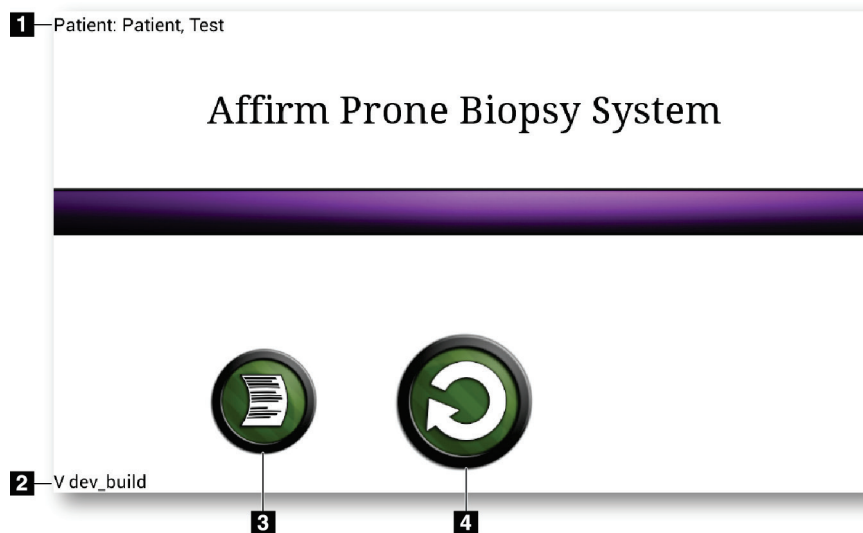 1 Patient: Patient, Test
Affirm Prone Biopsy System
2 V dev_build
3 4